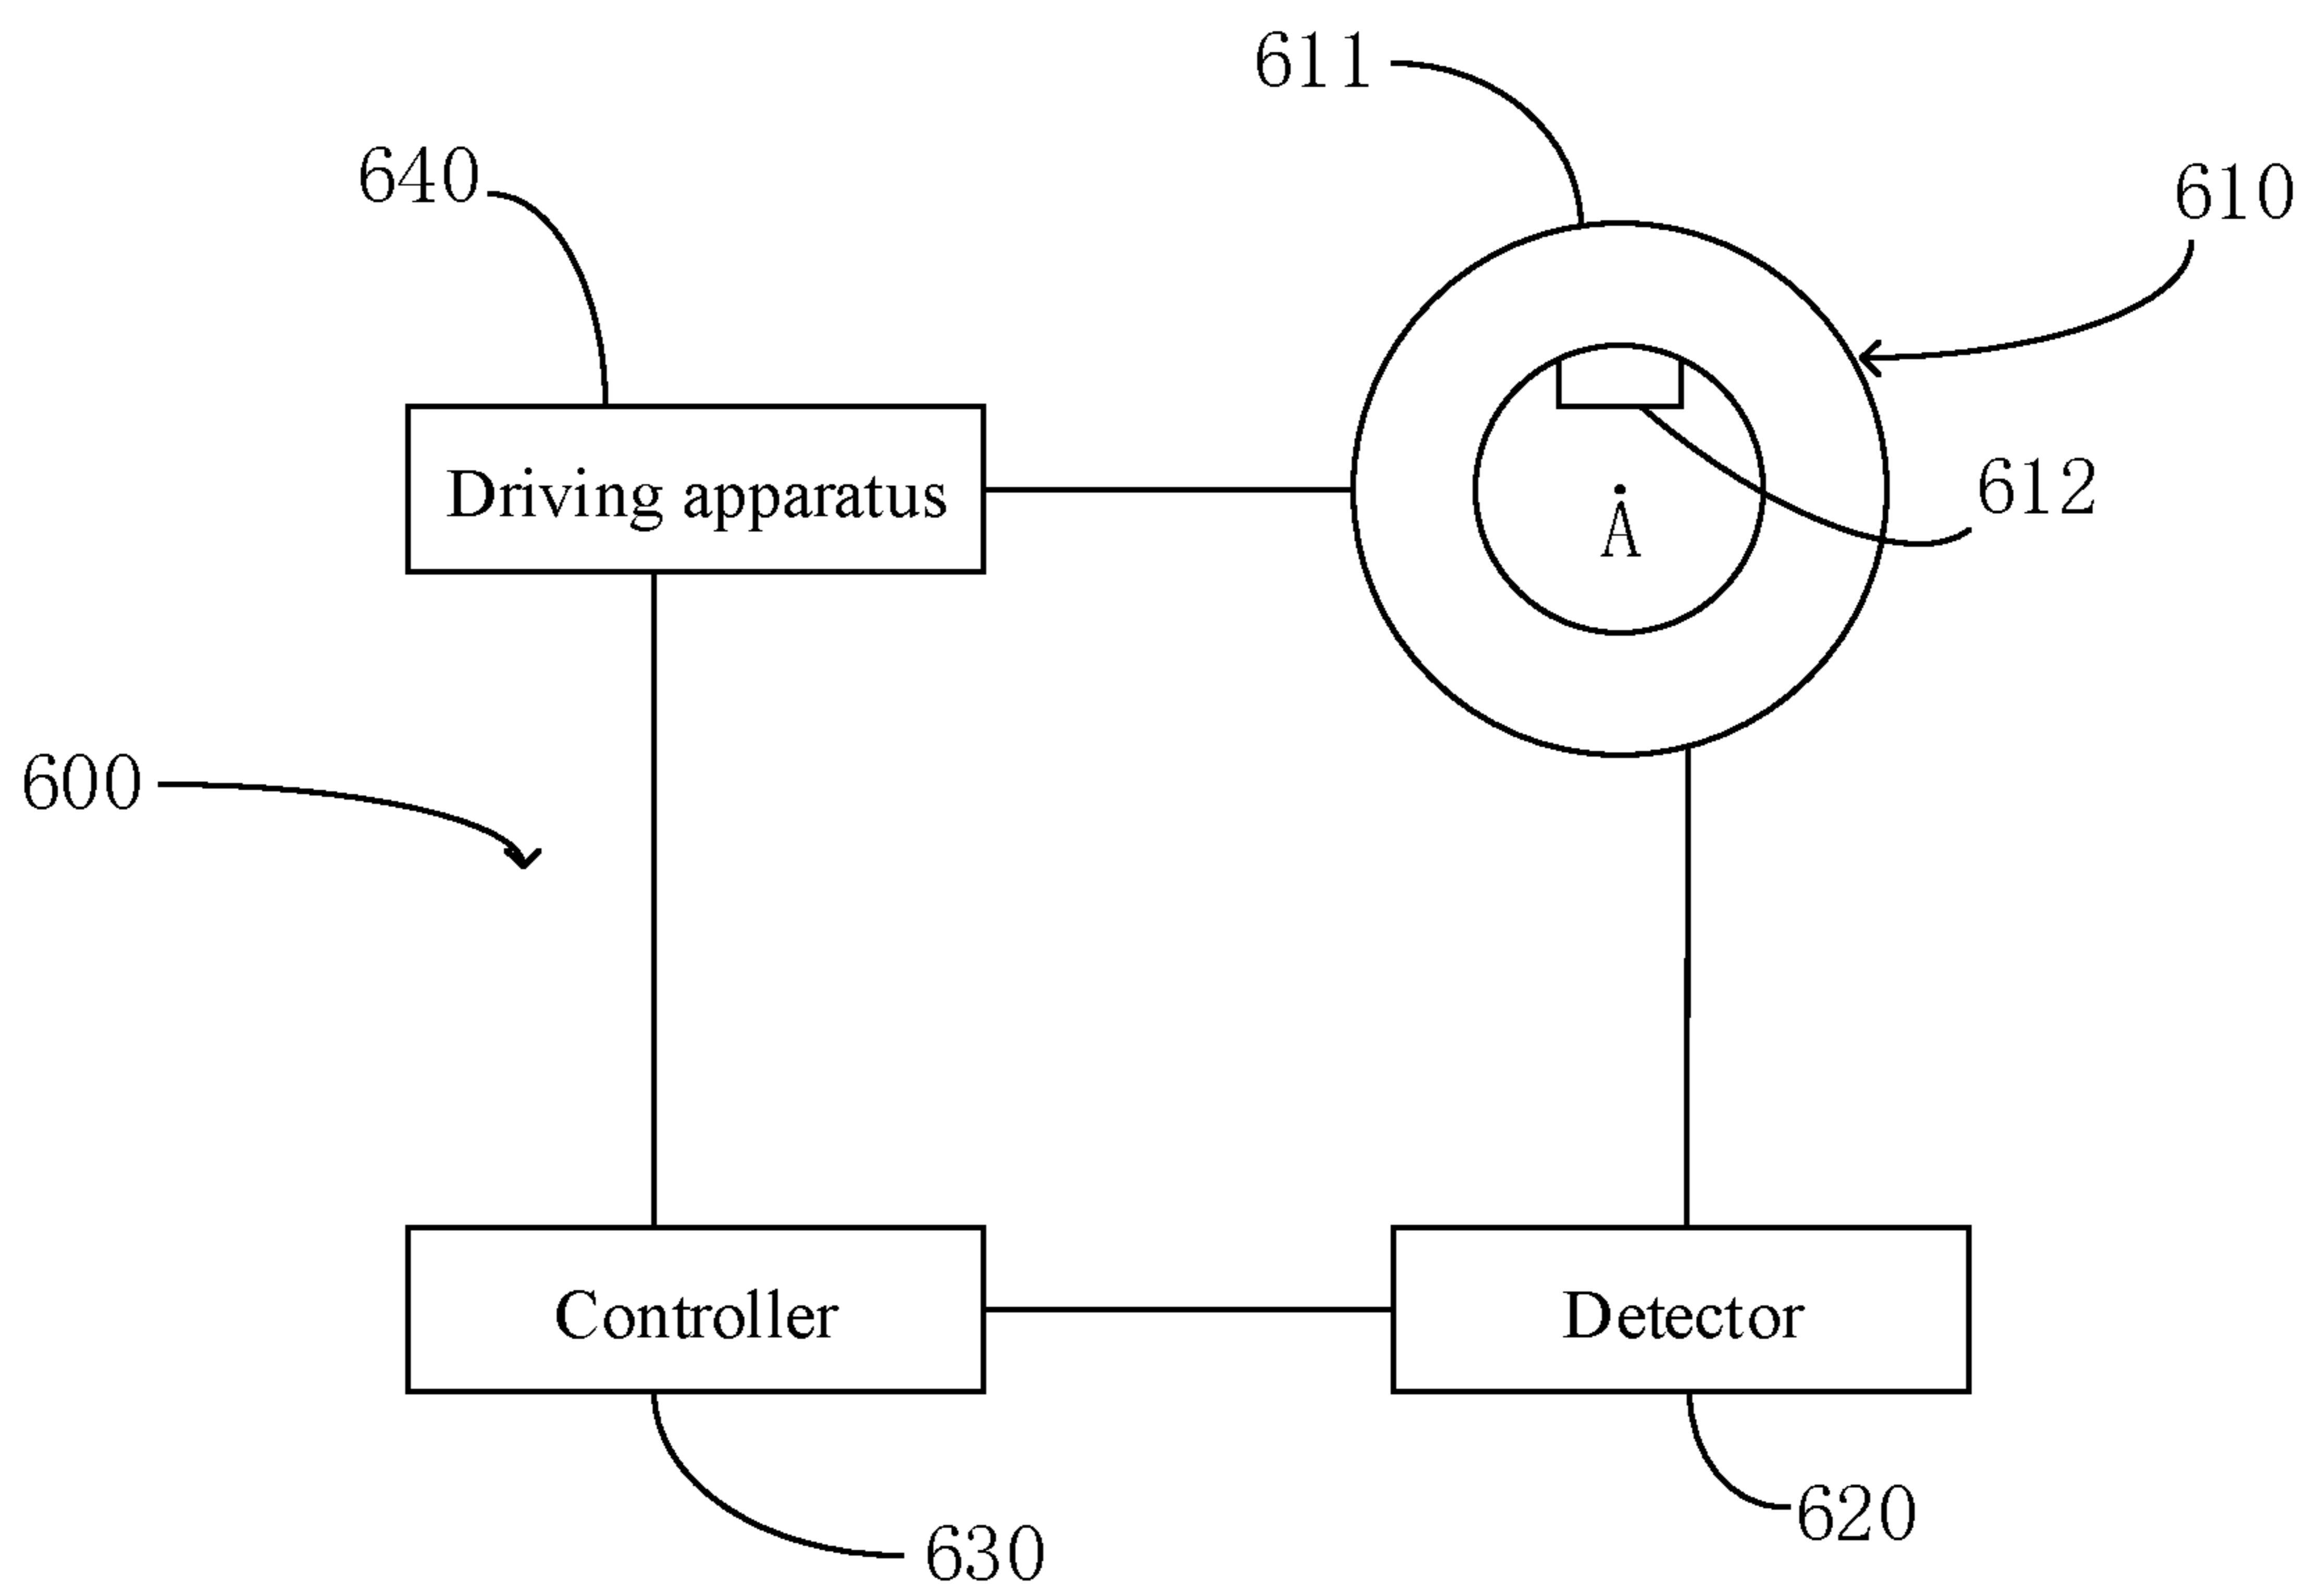 611
640
610
Driving apparatus
612
A
600
Controller
Detector
620
630